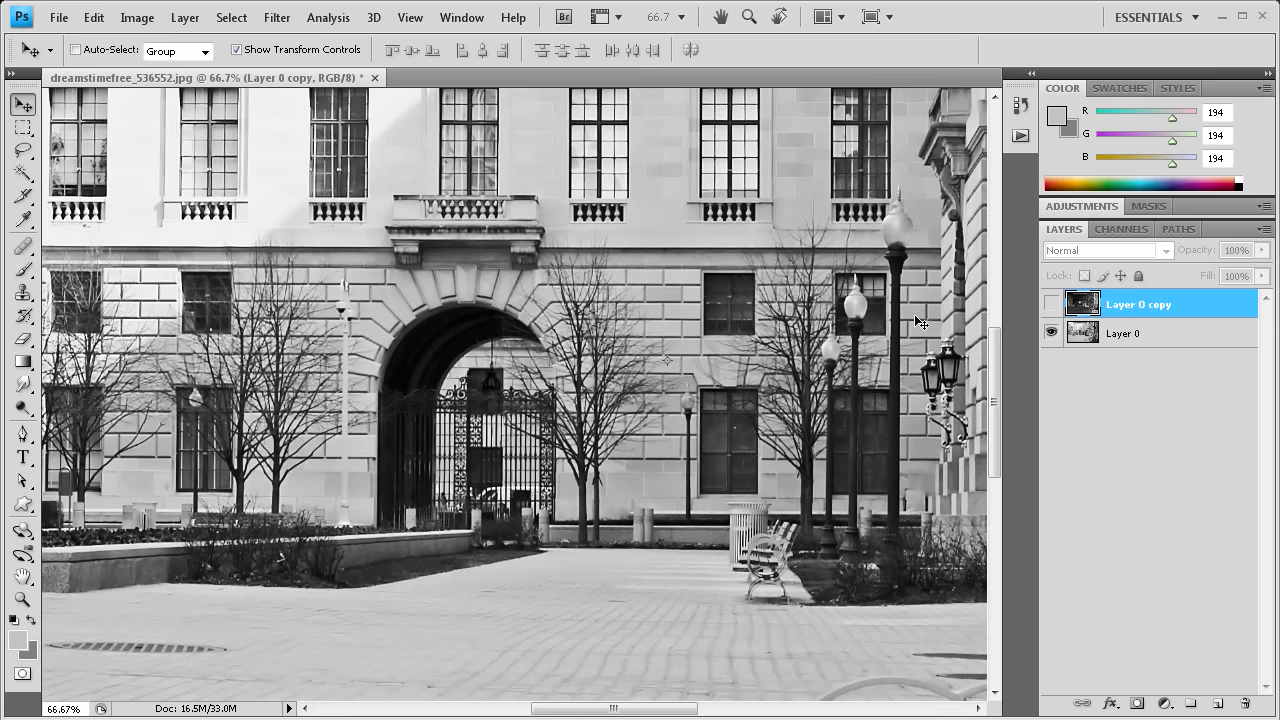 Ps File Edit Image Layer Select Filter Analysis 3D View Window Help Br 66.7 ESSENTIALS
Auto-Select: Group Show Transform Controls
dreamstimefree_536552.jpg @ 66.7% (Layer 0 copy, RGB/8) *
COLOR SWATCHES STYLES
R 194
G 194
B 194
ADJUSTMENTS MASKS
LAYERS CHANNELS PATHS
Normal Opacity: 100%
Lock: Fill: 100%
Layer 0 copy
Layer 0
T
66.67% Doc: 16.5M/33.0M
fx